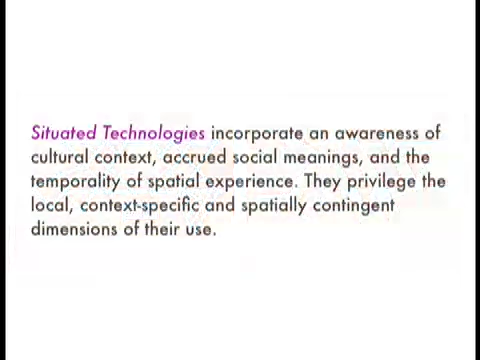 Situated Technologies incorporate an awareness of
cultural context, accrued social meanings, and the
temporality of spatial experience. They privilege the
local, context-specific and spatially contingent
dimensions of their use.